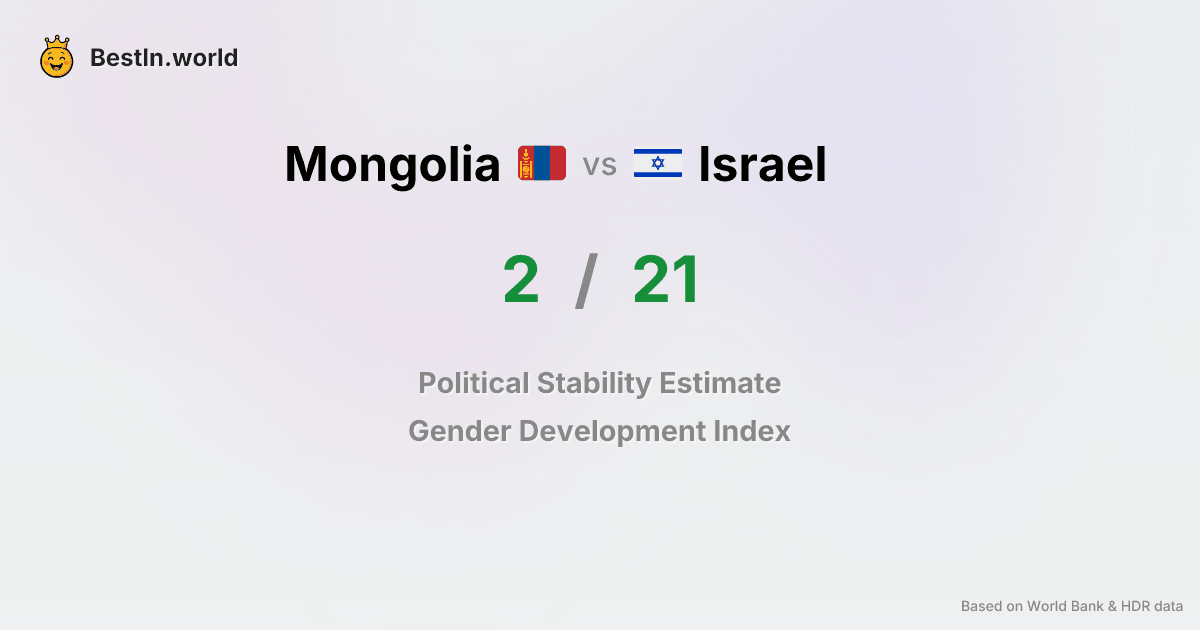 BestIn.world
Mongolia vs Israel
2 / 21
Political Stability Estimate
Gender Development Index
Based on World Bank & HDR data